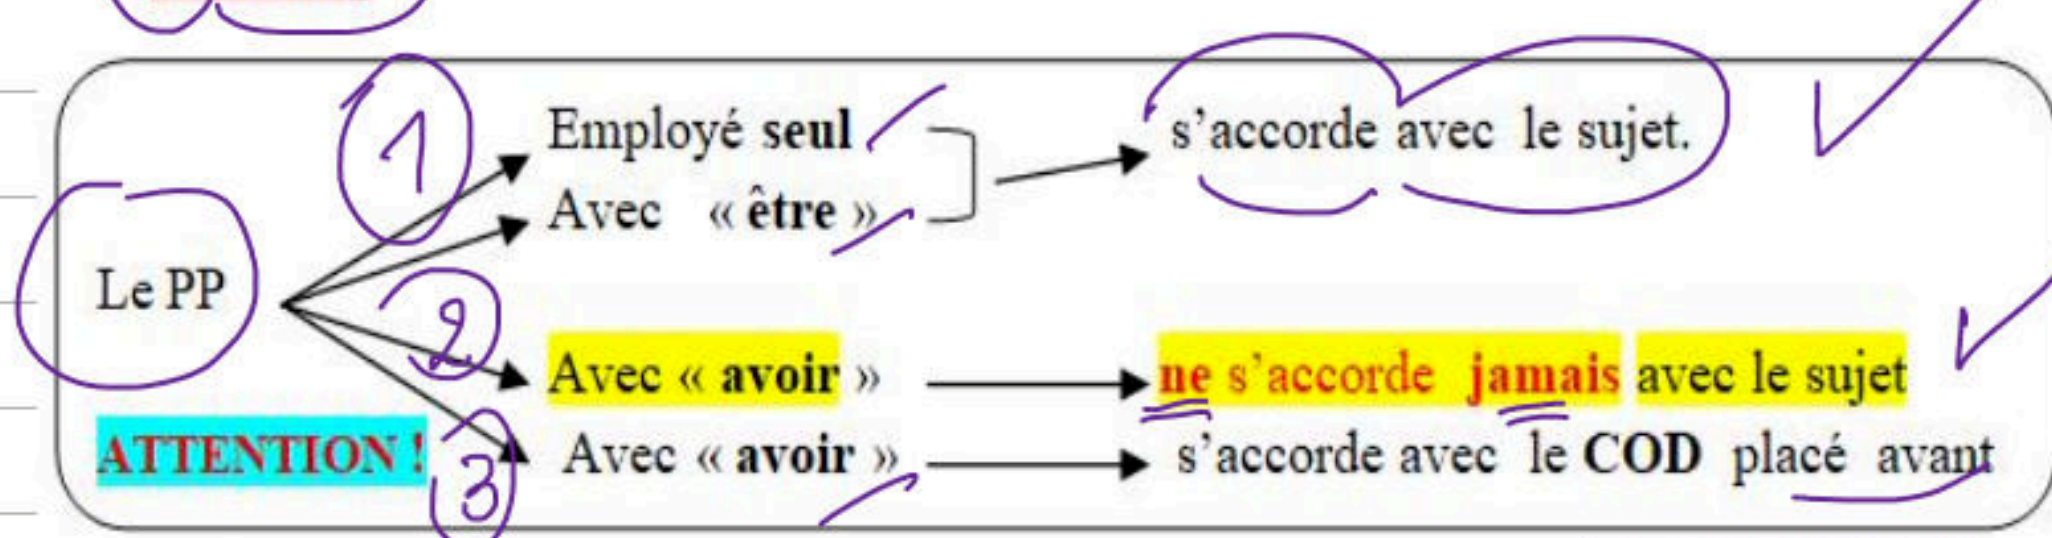 1
Employé seul
s'accorde avec le sujet.
Avec « être »
Le PP
2
Avec « avoir »
ne s'accorde jamais avec le sujet
ATTENTION !
3
Avec « avoir »
s'accorde avec le COD placé avant